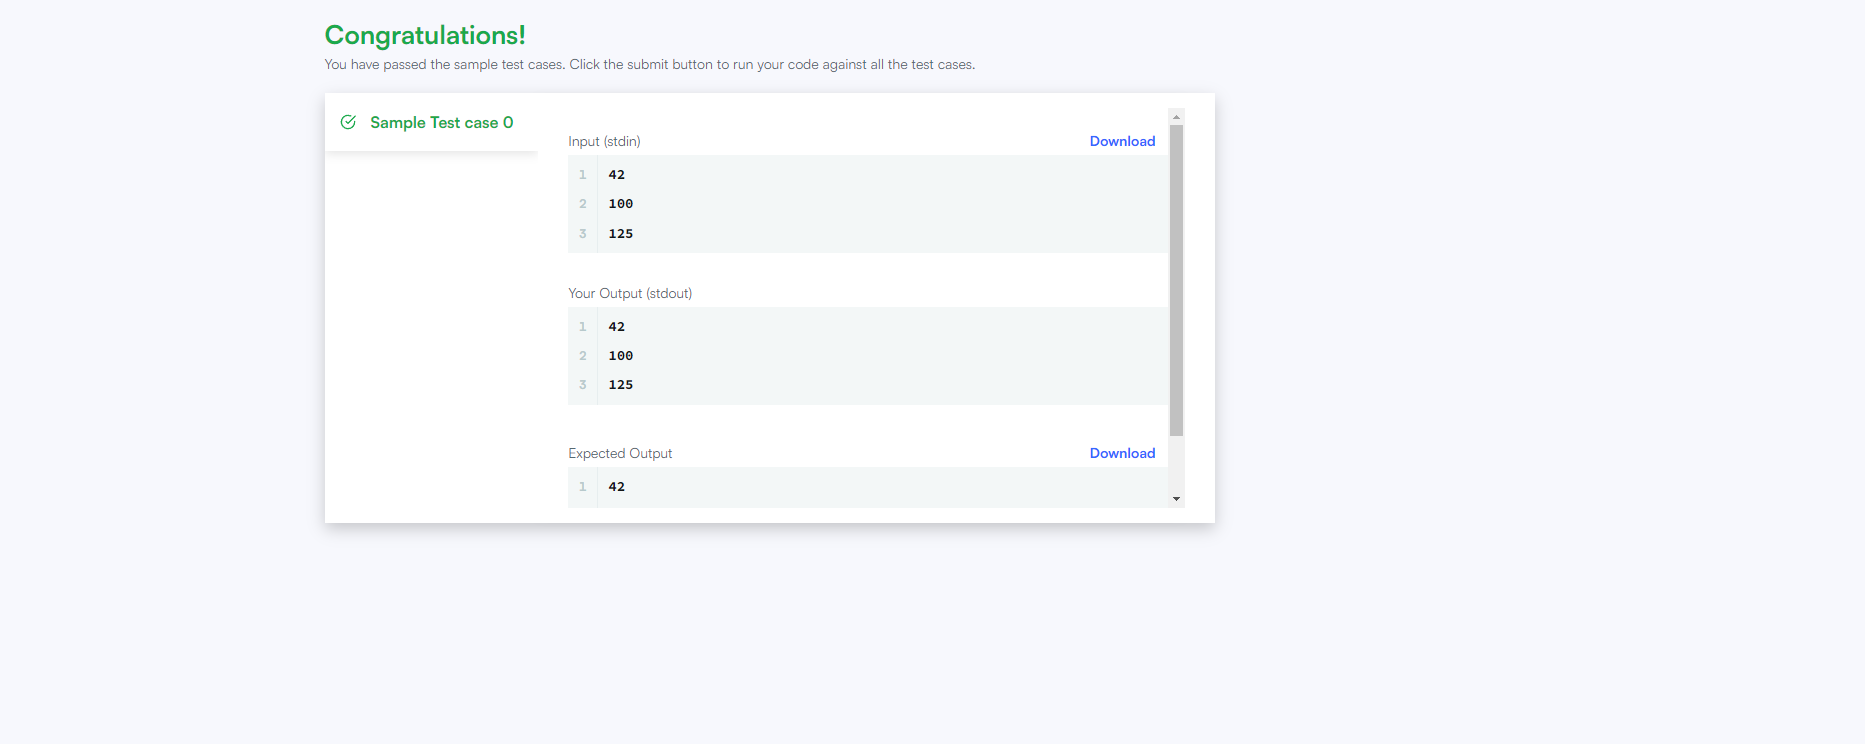 Congratulations!
You have passed the sample test cases. Click the submit button to run your code against all the test cases.
Sample Test case 0
Input (stdin)
Download
1 42
2 100
3 125
Your Output (stdout)
1 42
2 100
3 125
Expected Output
Download
1 42